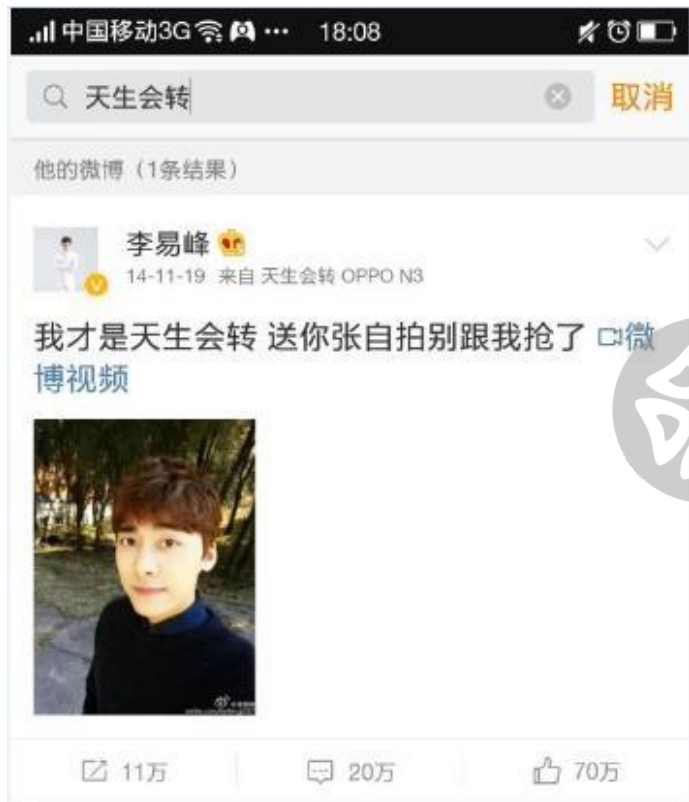 中国移动3G ••• 18:08
天生会转 取消
他的微博（1条结果）
李易峰
14-11-19 来自 天生会转 OPPO N3
我才是天生会转 送你张自拍别跟我抢了 微
博视频
11万 20万 70万